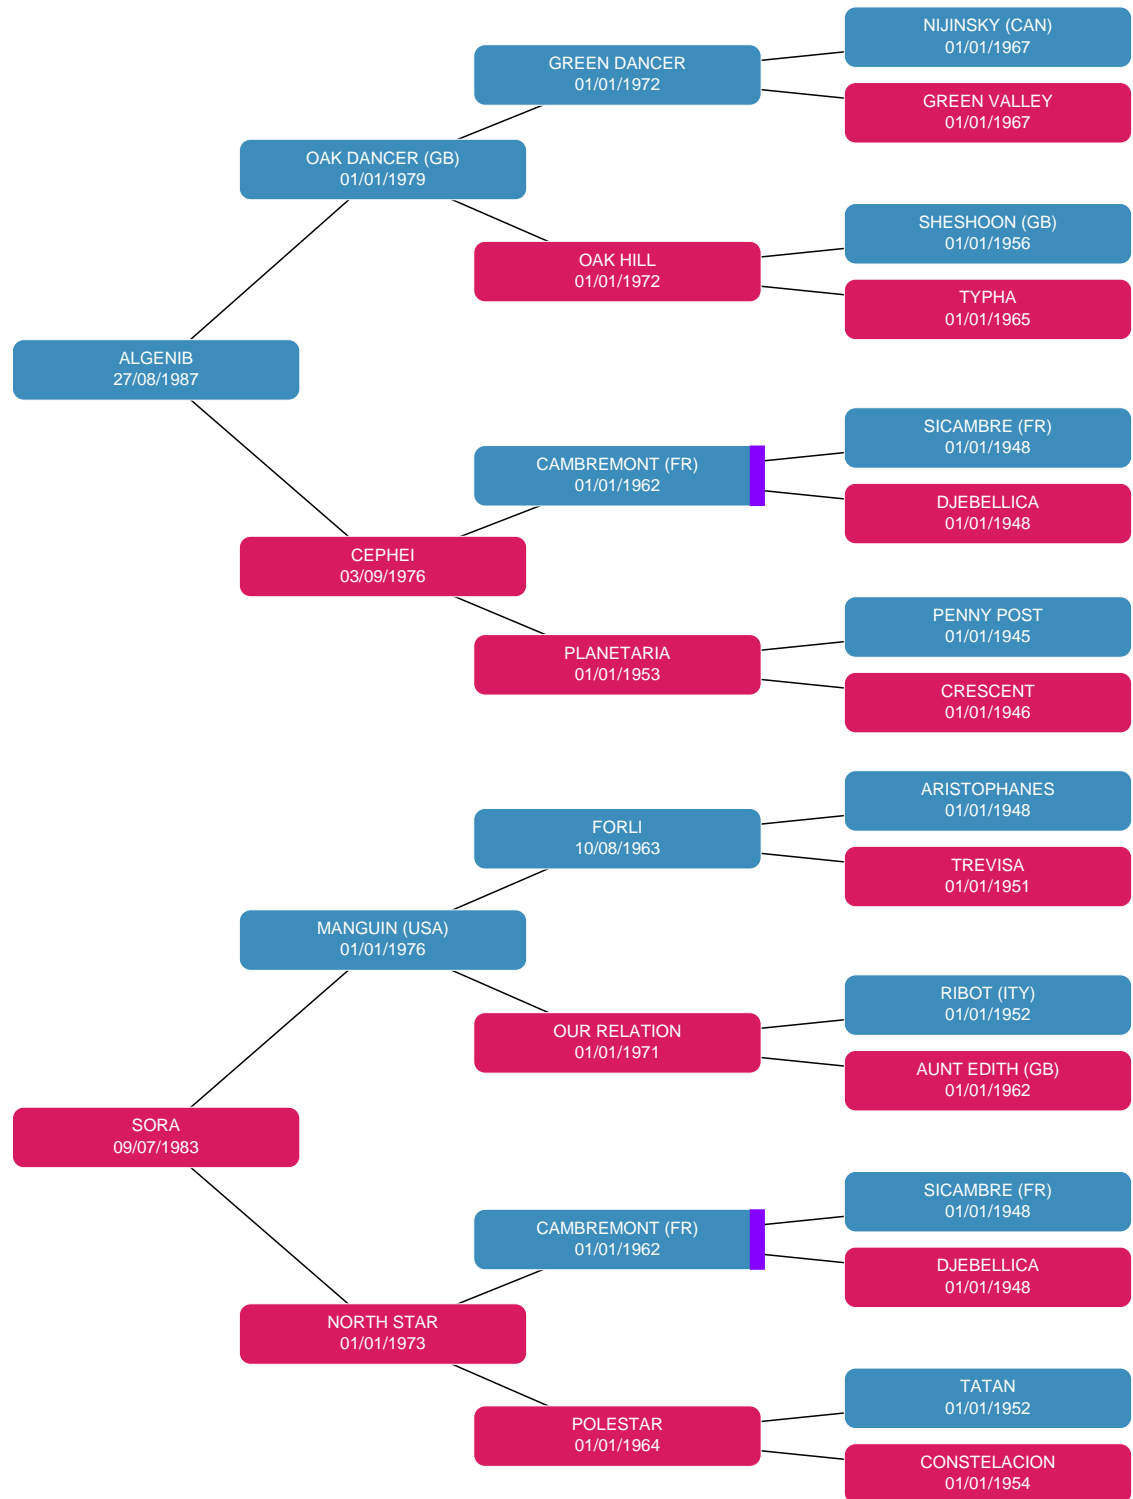 NIJINSKY (CAN)
01/01/1967
GREEN DANCER
01/01/1972
GREEN VALLEY
01/01/1967
OAK DANCER (GB)
01/01/1979
SHESHOON (GB)
01/01/1956
OAK HILL
01/01/1972
TYPHA
01/01/1965
ALGENIB
27/08/1987
SICAMBRE (FR)
01/01/1948
CAMBREMONT (FR)
01/01/1962
DJEBELLICA
01/01/1948
CEPHEI
03/09/1976
PENNY POST
01/01/1945
PLANETARIA
01/01/1953
CRESCENT
01/01/1946
ARISTOPHANES
01/01/1948
FORLI
10/08/1963
TREVISA
01/01/1951
MANGUIN (USA)
01/01/1976
RIBOT (ITY)
01/01/1952
OUR RELATION
01/01/1971
AUNT EDITH (GB)
01/01/1962
SORA
09/07/1983
SICAMBRE (FR)
01/01/1948
CAMBREMONT (FR)
01/01/1962
DJEBELLICA
01/01/1948
NORTH STAR
01/01/1973
TATAN
01/01/1952
POLESTAR
01/01/1964
CONSTELACION
01/01/1954